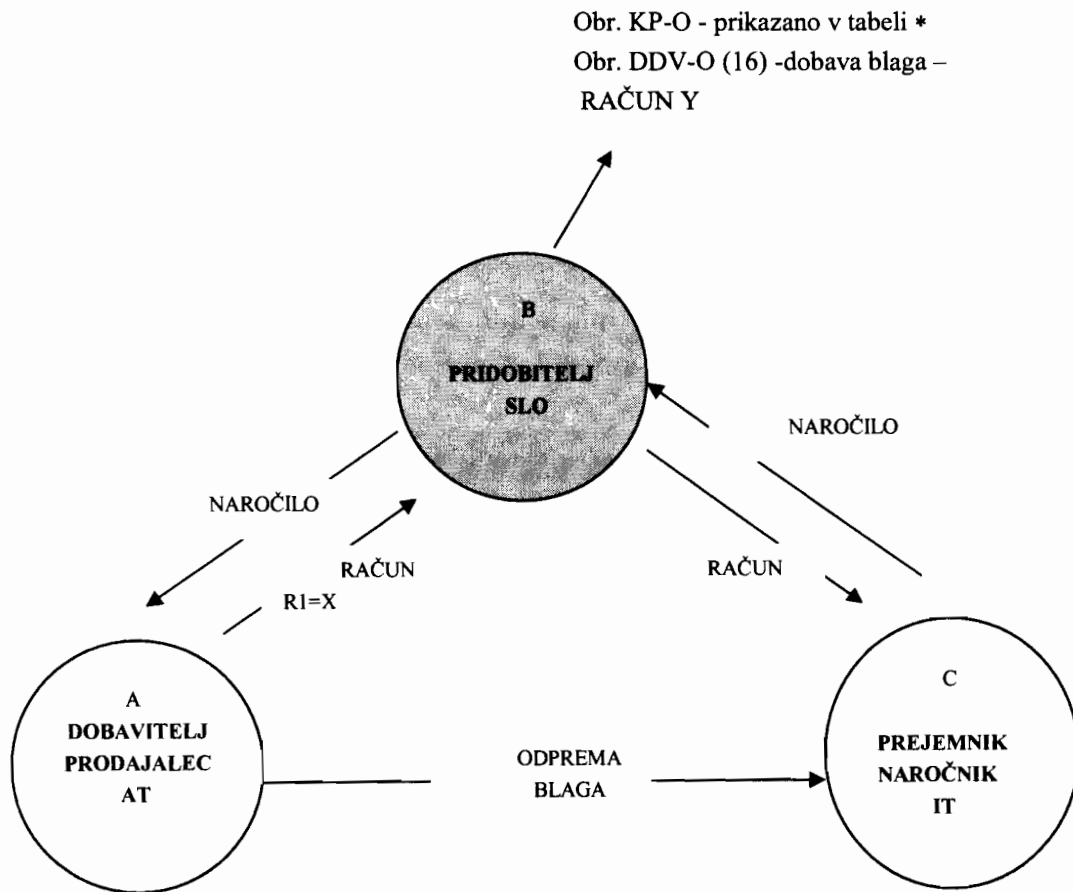 Obr. KP-O - prikazano v tabeli *
Obr. DDV-O (16) -dobava blaga –
RAČUN Y
B
PRIDOBITELJ
SLO
NAROČILO
NAROČILO
RAČUN
RAČUN
R1=X
A
DOBAVITELJ
PRODAJALEC
AT
ODPREMA
BLAGA
C
PREJEMNIK
NAROČNIK
IT